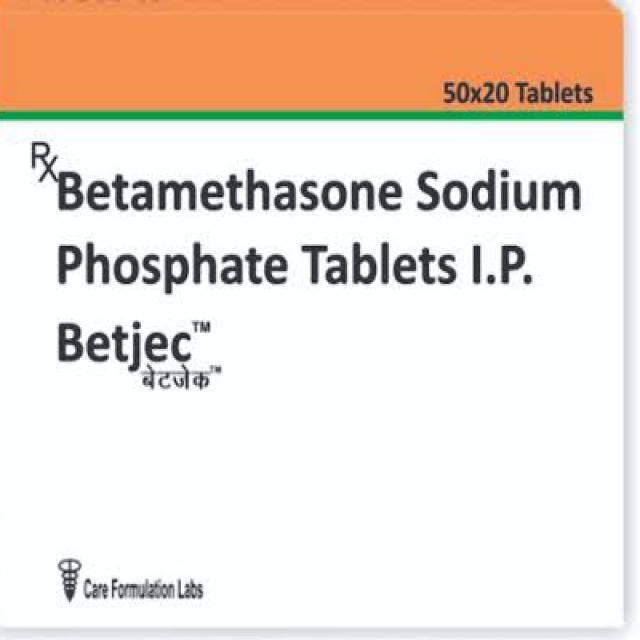 50x20 Tablets
Rx
Betamethasone Sodium
Phosphate Tablets I.P.
Betjec™
बेटजेक™
Care Formulation Labs